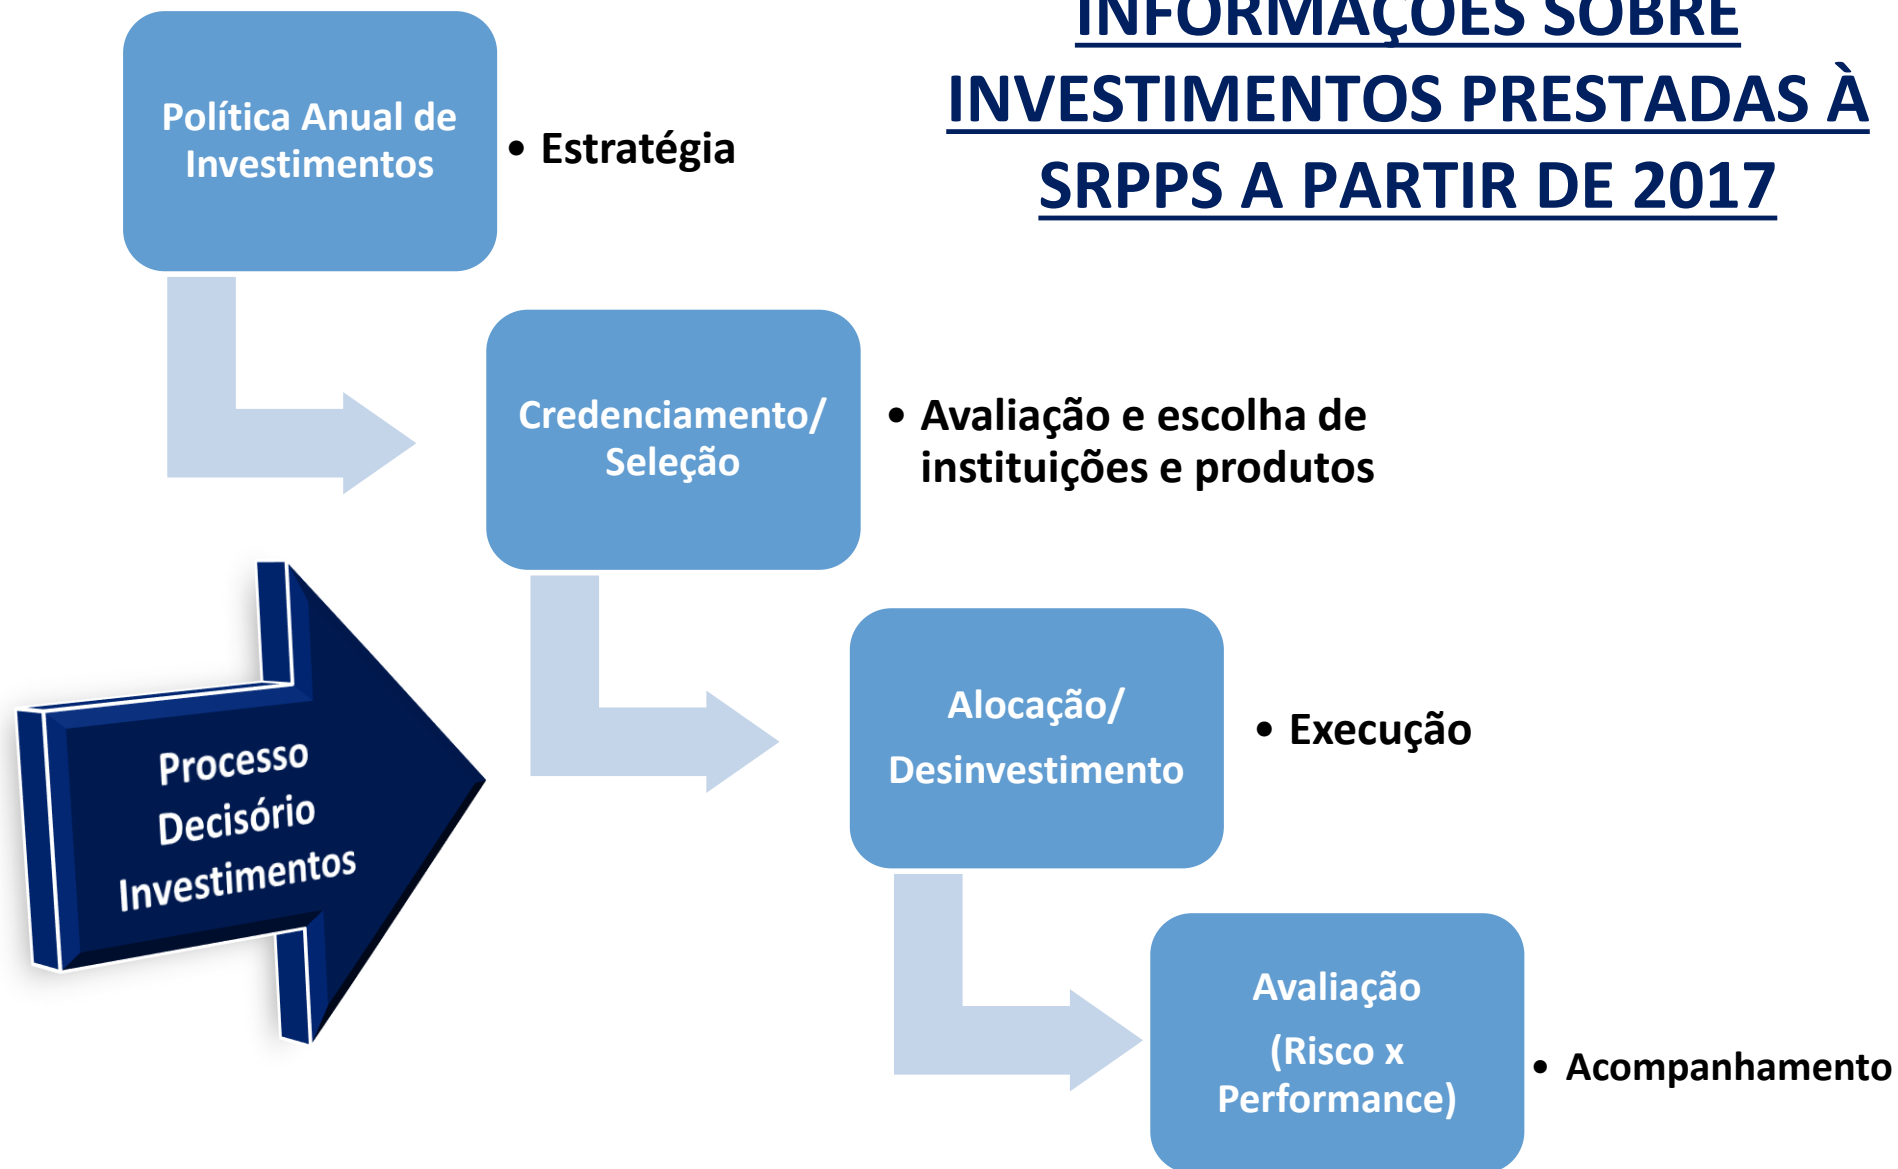 INFORMAÇÕES SOBRE
INVESTIMENTOS PRESTADAS À
SRPPS A PARTIR DE 2017
Política Anual de
Investimentos
• Estratégia
Credenciamento/
Seleção
• Avaliação e escolha de
instituições e produtos
Alocação/
Desinvestimento
• Execução
Processo
Decisório
Investimentos
Avaliação
(Risco x
Performance)
• Acompanhamento